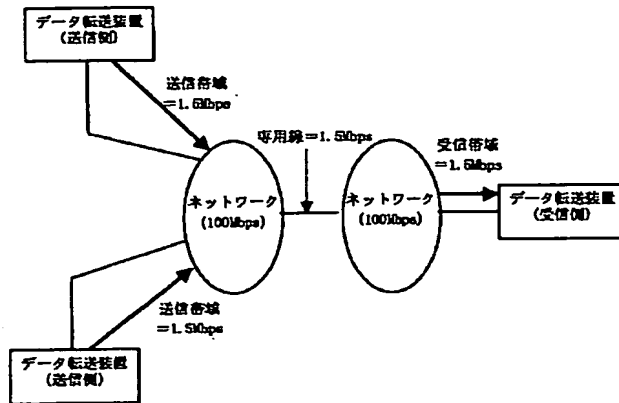 データ転送装置
(送信側)
送信帯域
=1.5Mbps
専用線=1.5Mbps
受信帯域
=1.5Mbps
ネットワーク
(100Mbps)
ネットワーク
(100Mbps)
データ転送装置
(受信側)
送信帯域
=1.5Mbps
データ転送装置
(送信側)